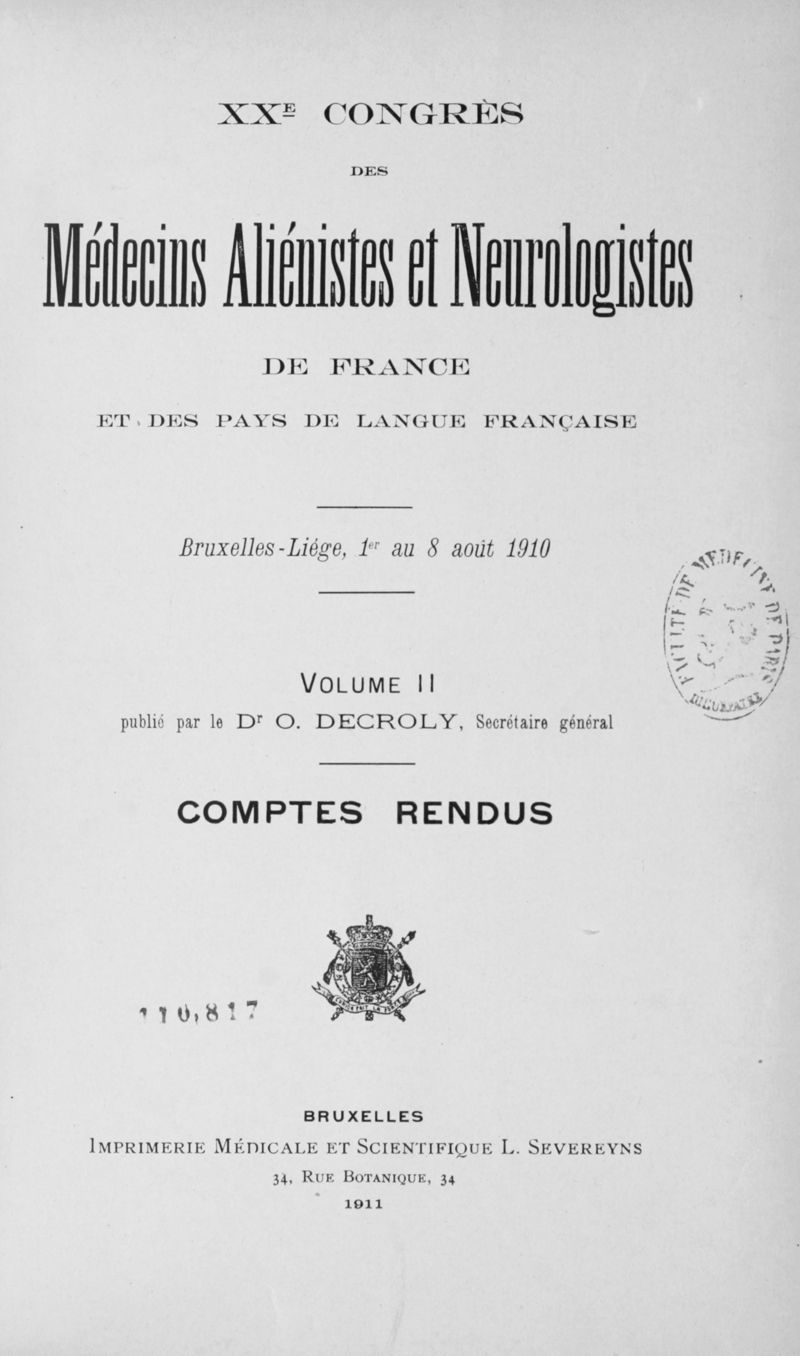 XXᴱ CONGRÈS
DES
Médecins Aliénistes et Neurologistes
DE FRANCE
ET DES PAYS DE LANGUE FRANÇAISE
Bruxelles-Liége, 1er au 8 août 1910
VOLUME II
publié par le Dr O. DECROLY, Secrétaire général
COMPTES RENDUS
110,817
BRUXELLES
IMPRIMERIE MÉDICALE ET SCIENTIFIQUE L. SEVEREYNS
34, RUE BOTANIQUE, 34
1911